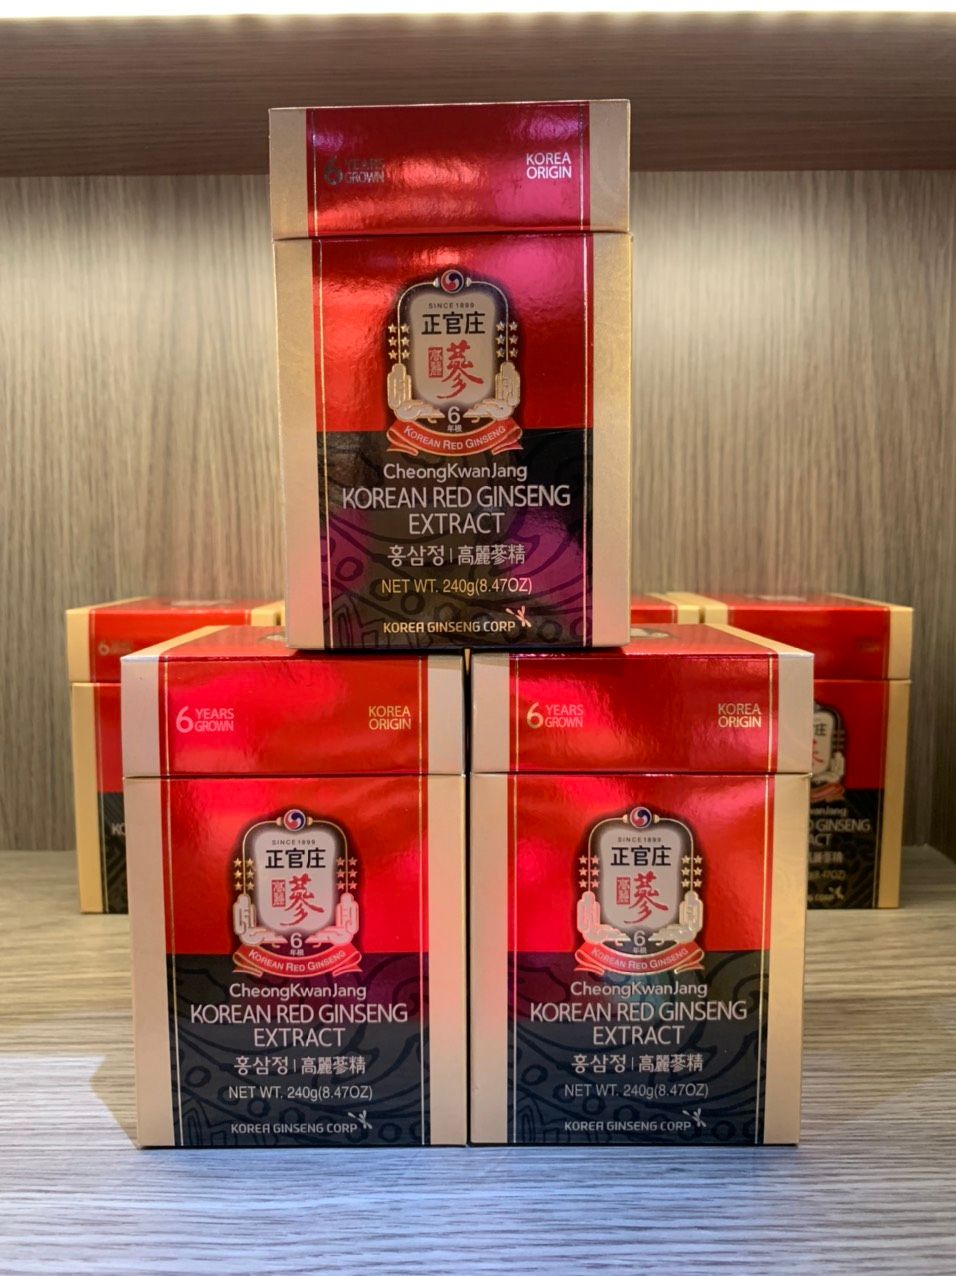 6 YEARS GROWN
KOREA
ORIGIN
SINCE 1899
正官庄
高麗
蔘
6
年根
KOREAN RED GINSENG
CheongKwanJang
KOREAN RED GINSENG
EXTRACT
홍삼정 | 高麗蔘精
NET WT. 240g(8.47OZ)
KOREA GINSENG CORP
6 YEARS GROWN
KOREA
ORIGIN
SINCE 1899
正官庄
高麗
蔘
6
年根
KOREAN RED GINSENG
CheongKwanJang
KOREAN RED GINSENG
EXTRACT
홍삼정 | 高麗蔘精
NET WT. 240g(8.47OZ)
KOREA GINSENG CORP
6 YEARS GROWN
KOREA
ORIGIN
SINCE 1899
正官庄
高麗
蔘
6
年根
KOREAN RED GINSENG
CheongKwanJang
KOREAN RED GINSENG
EXTRACT
홍삼정 | 高麗蔘精
NET WT. 240g(8.47OZ)
KOREA GINSENG CORP
6
官庄
GINSENG